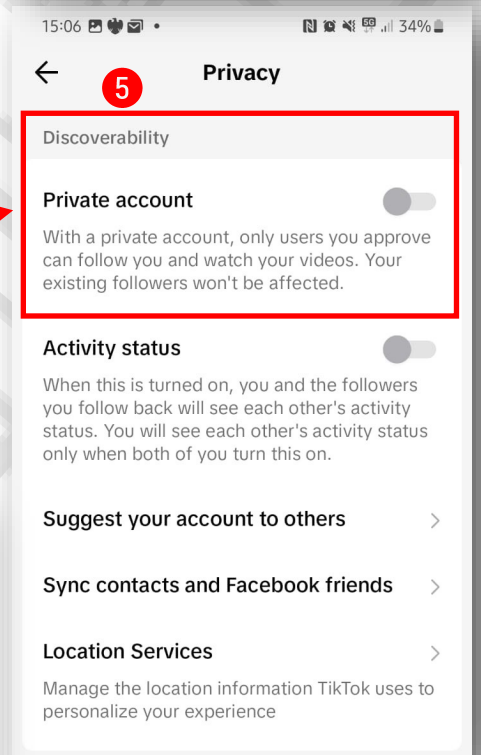 15:06 34%
Privacy
5
Discoverability
Private account
With a private account, only users you approve
can follow you and watch your videos. Your
existing followers won't be affected.
Activity status
When this is turned on, you and the followers
you follow back will see each other's activity
status. You will see each other's activity status
only when both of you turn this on.
Suggest your account to others
Sync contacts and Facebook friends
Location Services
Manage the location information TikTok uses to
personalize your experience